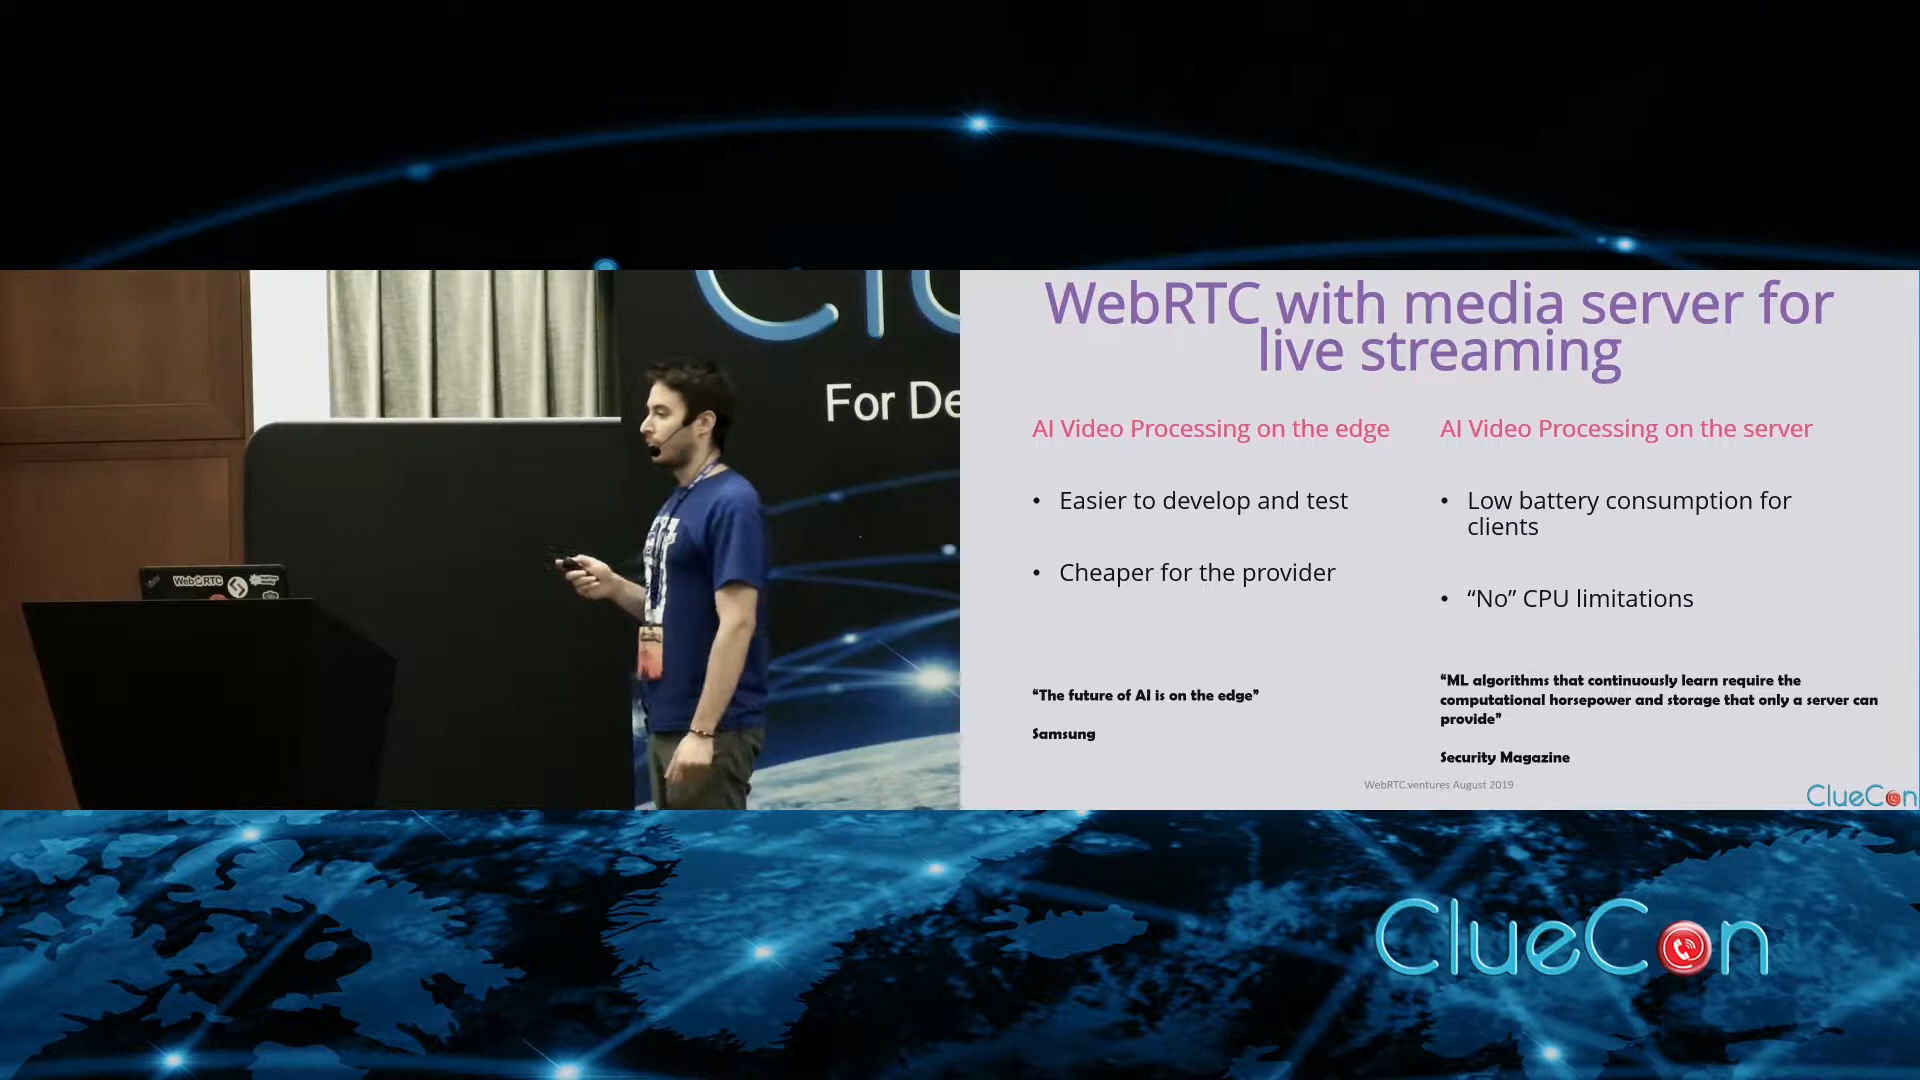 Clu
For De
WebRTC
WebRTC with media server for
live streaming
AI Video Processing on the edge
• Easier to develop and test
• Cheaper for the provider
“The future of AI is on the edge”
Samsung
AI Video Processing on the server
• Low battery consumption for
clients
• “No” CPU limitations
“ML algorithms that continuously learn require the
computational horsepower and storage that only a server can
provide”
Security Magazine
WebRTC.ventures August 2019
ClueCon
ClueCon